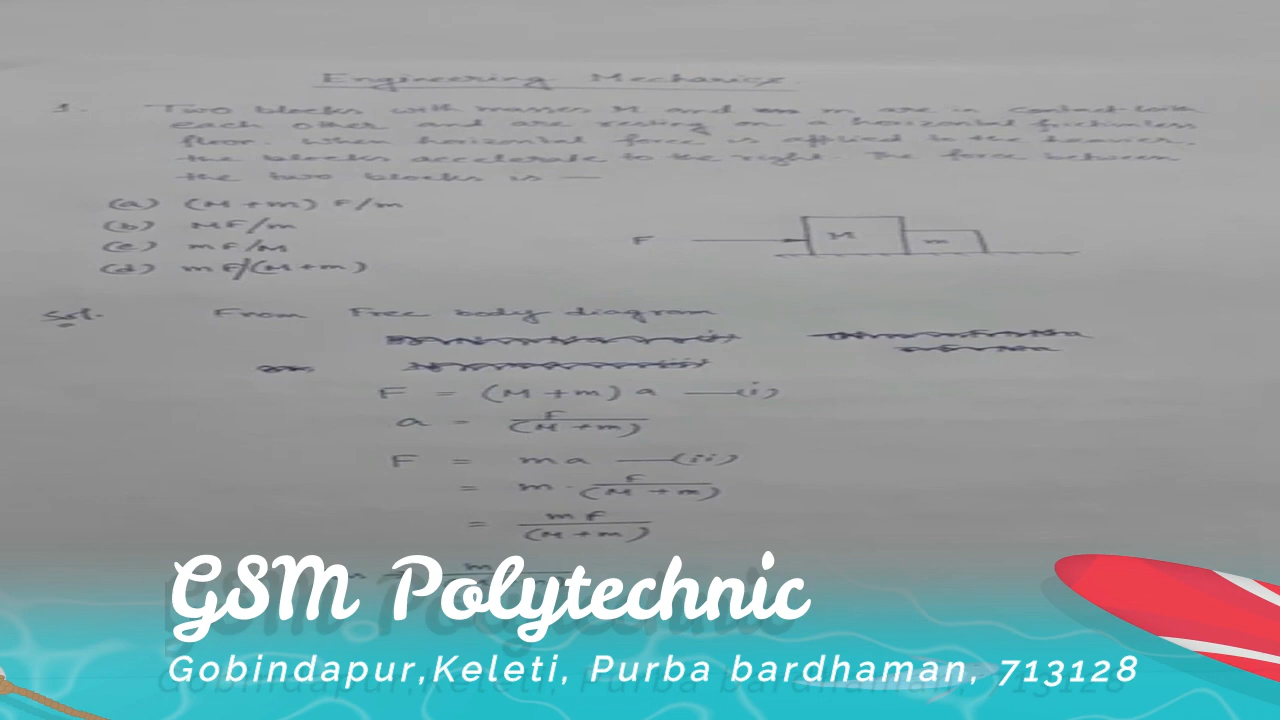 Engineering Mechanics
1. Two blocks with masses M and m are in contact with
each other and are resting on a horizontal frictionless
floor. When horizontal force is applied to the heavier,
the blocks accelerate to the right. The force between
the two blocks is —
(a) (M+m) F/m
(b) MF/m
(c) mF/M
(d) mF/(M+m)
F M m
Sol. From Free body diagram
F = (M+m) a —(i)
a = F/(M+m)
F = ma —(ii)
= m · F/(M+m)
= mF/(M+m)
GSM Polytechnic
Gobindapur,Keleti, Purba bardhaman, 713128